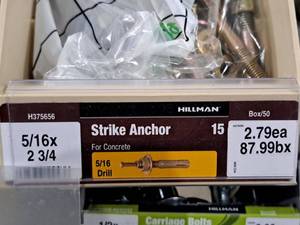 HILLMAN
H375656
Strike Anchor
15
Box/50
5/16x
2 3/4
For Concrete
2.79ea
87.99bx
5/16
Drill
HILLMAN
Carriage Bolts